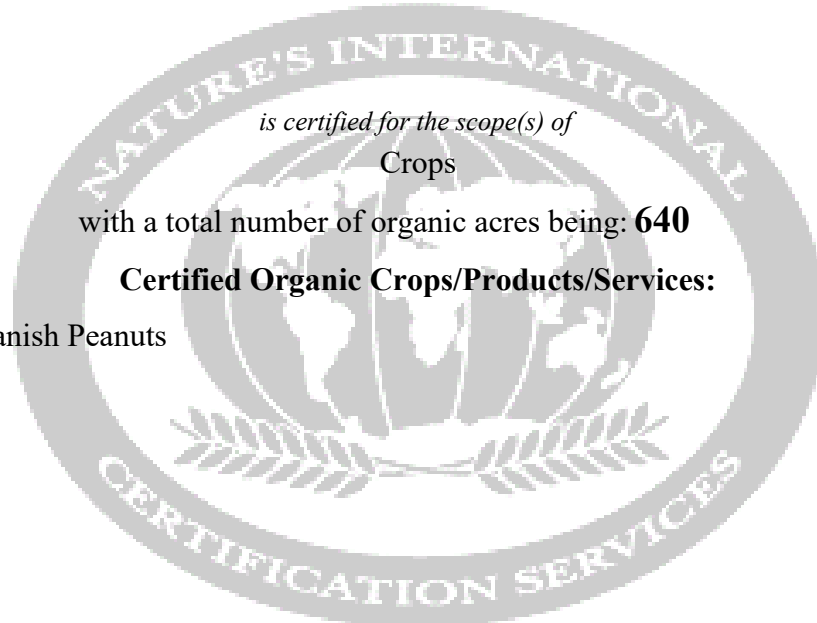 NATURE'S INTERNATIONAL
is certified for the scope(s) of
Crops
with a total number of organic acres being: 640
Certified Organic Crops/Products/Services:
anish Peanuts
CERTIFICATION SERVICES